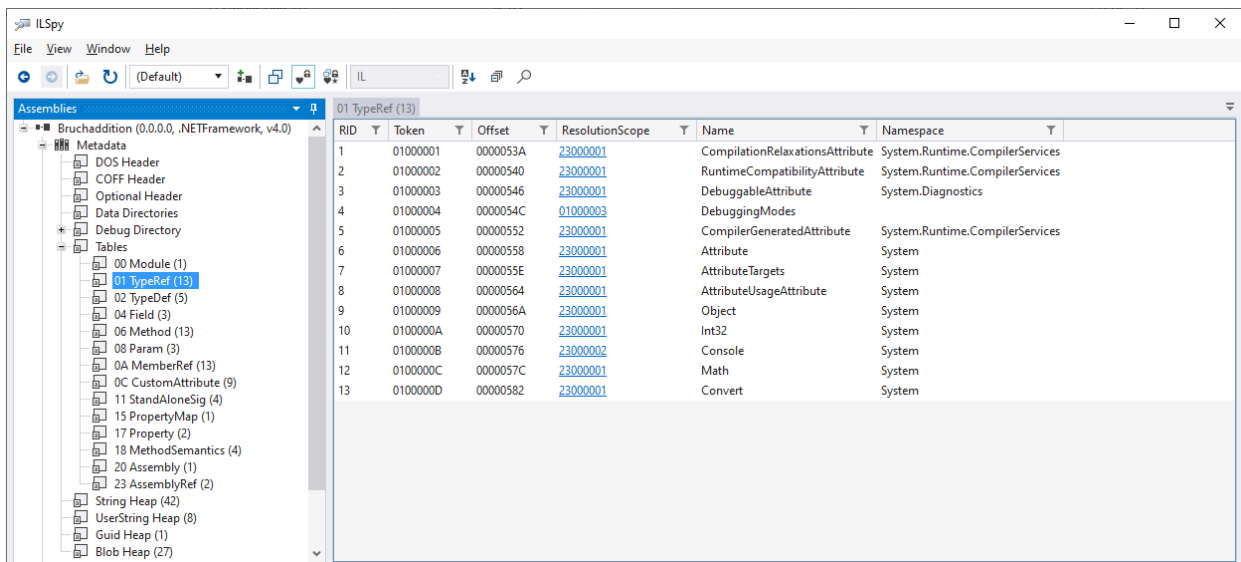 ILSpy
File View Window Help
(Default) IL
Assemblies
01 TypeRef (13)
Bruchaddition (0.0.0.0, .NETFramework, v4.0)
Metadata
DOS Header
COFF Header
Optional Header
Data Directories
Debug Directory
Tables
00 Module (1)
01 TypeRef (13)
02 TypeDef (5)
04 Field (3)
06 Method (13)
08 Param (3)
0A MemberRef (13)
0C CustomAttribute (9)
11 StandAloneSig (4)
15 PropertyMap (1)
17 Property (2)
18 MethodSemantics (4)
20 Assembly (1)
23 AssemblyRef (2)
String Heap (42)
UserString Heap (8)
Guid Heap (1)
Blob Heap (27)
RID Token Offset ResolutionScope Name Namespace
1 01000001 0000053A 23000001 CompilationRelaxationsAttribute System.Runtime.CompilerServices
2 01000002 00000540 23000001 RuntimeCompatibilityAttribute System.Runtime.CompilerServices
3 01000003 00000546 23000001 DebuggableAttribute System.Diagnostics
4 01000004 0000054C 01000003 DebuggingModes
5 01000005 00000552 23000001 CompilerGeneratedAttribute System.Runtime.CompilerServices
6 01000006 00000558 23000001 Attribute System
7 01000007 0000055E 23000001 AttributeTargets System
8 01000008 00000564 23000001 AttributeUsageAttribute System
9 01000009 0000056A 23000001 Object System
10 0100000A 00000570 23000001 Int32 System
11 0100000B 00000576 23000002 Console System
12 0100000C 0000057C 23000001 Math System
13 0100000D 00000582 23000001 Convert System